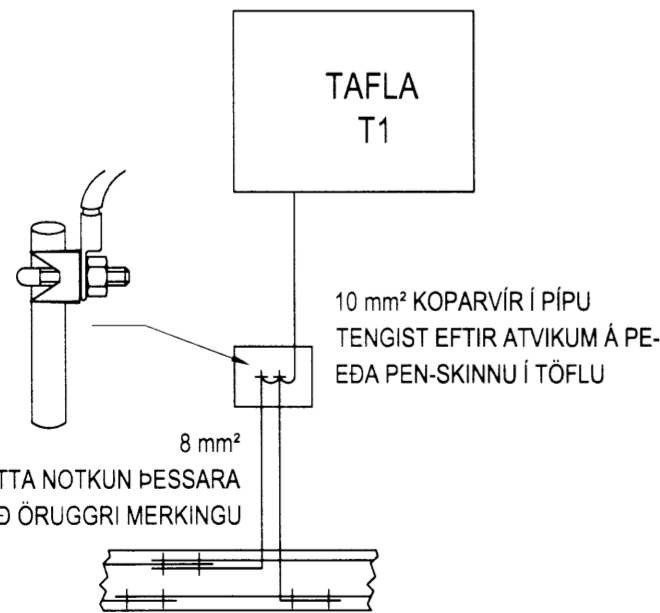 TAFLA
T1
10 mm² KOPARVÍR Í PÍPU
TENGIST EFTIR ATVIKUM Á PE-
EÐA PEN-SKINNU Í TÖFLU
8 mm²
NOTKUN ÞESSARA
ÖRUGGRI MERKINGU